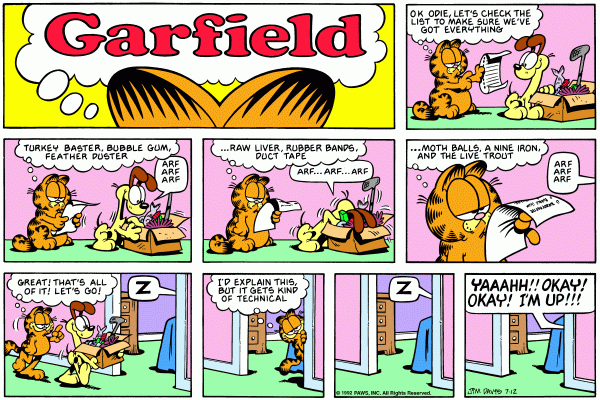 Garfield
OK ODIE, LET'S CHECK THE
LIST TO MAKE SURE WE'VE
GOT EVERYTHING
TURKEY BASTER, BUBBLE GUM,
FEATHER DUSTER
ARF
ARF
ARF
...RAW LIVER, RUBBER BANDS,
DUCT TAPE
ARF... ARF... ARF
...MOTH BALLS, A NINE IRON,
AND THE LIVE TROUT
ARF
ARF
ARF
GREAT! THAT'S ALL
OF IT! LET'S GO!
Z
I'D EXPLAIN THIS,
BUT IT GETS KIND
OF TECHNICAL
Z
© 1992 PAWS, INC. All Rights Reserved.
YAAAHH!! OKAY!
OKAY! I'M UP!!!
JIM DAVIS 7-12